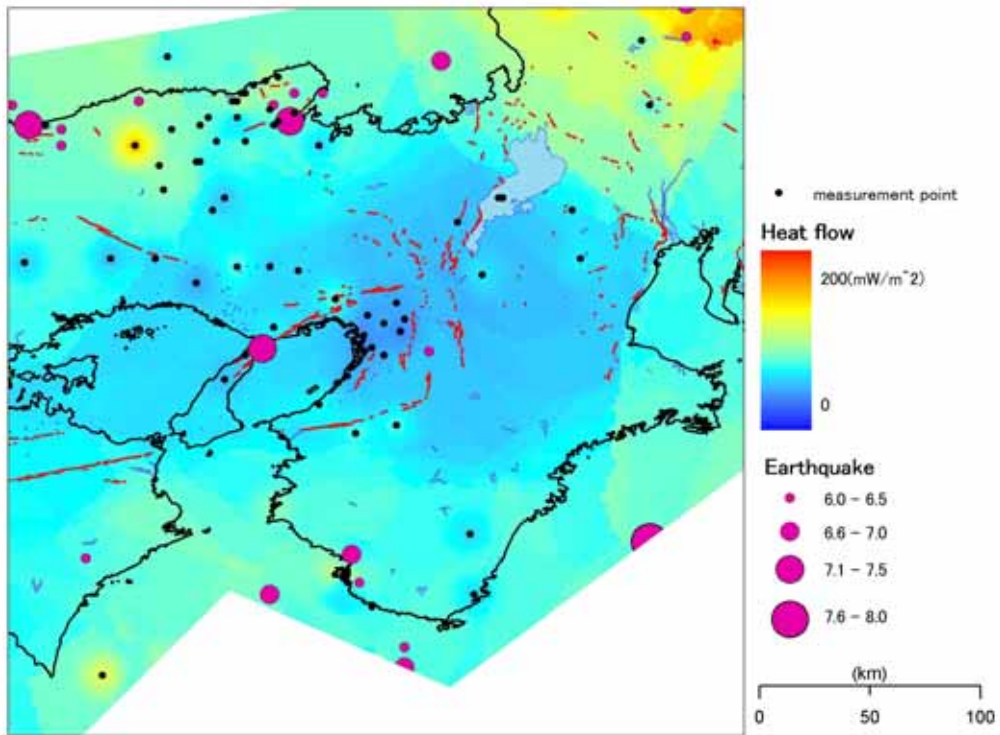 measurement point
Heat flow
200(mW/m^2)
0
Earthquake
6.0 - 6.5
6.6 - 7.0
7.1 - 7.5
7.6 - 8.0
(km)
0 50 100